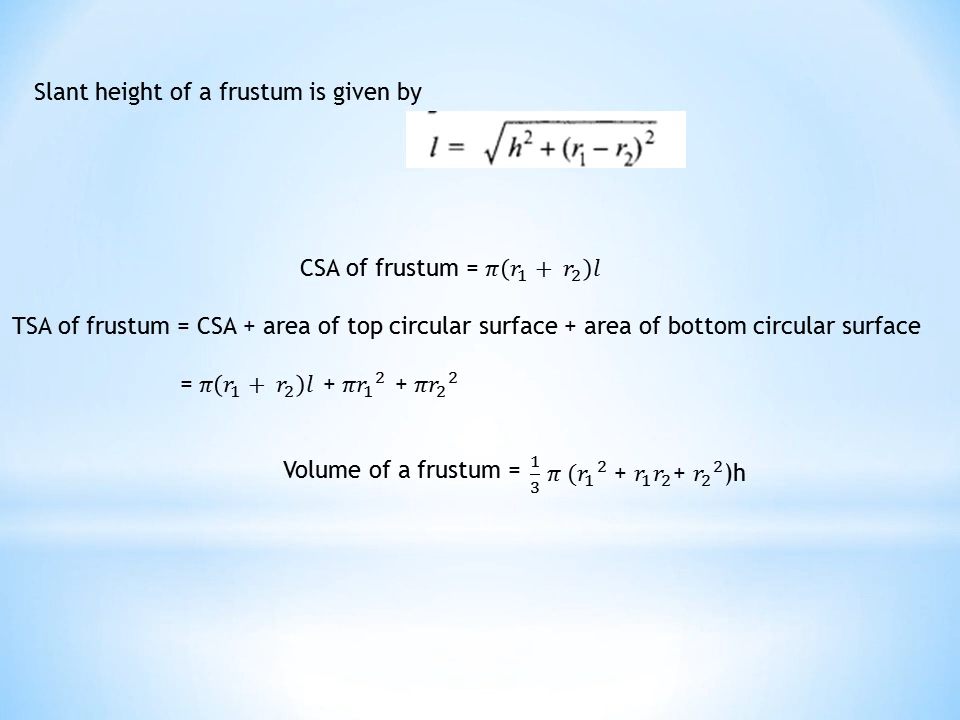 Slant height of a frustum is given by
l = √(h² + (r₁ − r₂)²)
CSA of frustum = 𝜋(𝑟₁ + 𝑟₂)𝑙
TSA of frustum = CSA + area of top circular surface + area of bottom circular surface
= 𝜋(𝑟₁ + 𝑟₂)𝑙 + 𝜋𝑟₁² + 𝜋𝑟₂²
Volume of a frustum = 1/3 𝜋 (𝑟₁² + 𝑟₁𝑟₂ + 𝑟₂²)h